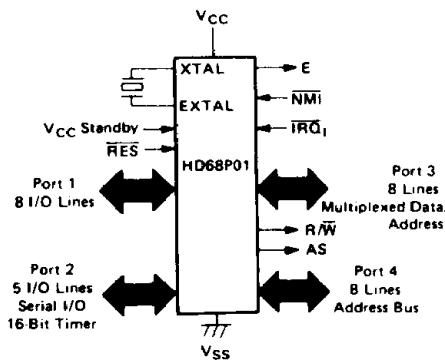 VCC
XTAL
E
EXTAL
NMI
VCC Standby
IRQ1
RES
HD68P01
Port 1
8 I/O Lines
Port 3
8 Lines
Multiplexed Data/
Address
R/W
AS
Port 2
5 I/O Lines
Serial I/O
16-Bit Timer
Port 4
8 Lines
Address Bus
VSS